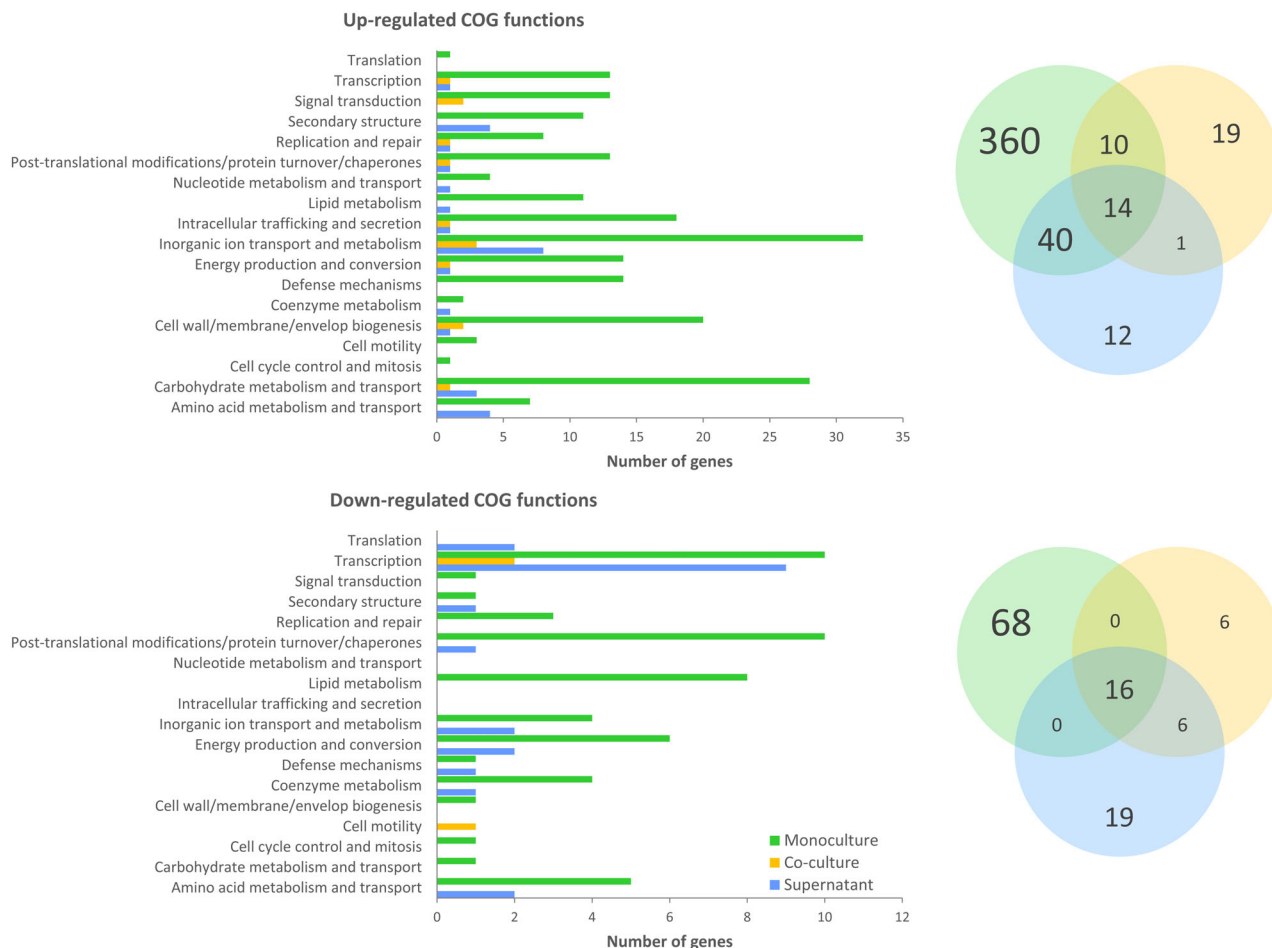 Up-regulated COG functions
Translation
Transcription
Signal transduction
Secondary structure
Replication and repair
Post-translational modifications/protein turnover/chaperones
Nucleotide metabolism and transport
Lipid metabolism
Intracellular trafficking and secretion
Inorganic ion transport and metabolism
Energy production and conversion
Defense mechanisms
Coenzyme metabolism
Cell wall/membrane/envelop biogenesis
Cell motility
Cell cycle control and mitosis
Carbohydrate metabolism and transport
Amino acid metabolism and transport
0 5 10 15 20 25 30 35
Number of genes
360 10 19
14
40 1
12
Down-regulated COG functions
Translation
Transcription
Signal transduction
Secondary structure
Replication and repair
Post-translational modifications/protein turnover/chaperones
Nucleotide metabolism and transport
Lipid metabolism
Intracellular trafficking and secretion
Inorganic ion transport and metabolism
Energy production and conversion
Defense mechanisms
Coenzyme metabolism
Cell wall/membrane/envelop biogenesis
Cell motility
Cell cycle control and mitosis
Carbohydrate metabolism and transport
Amino acid metabolism and transport
Monoculture
Co-culture
Supernatant
0 2 4 6 8 10 12
Number of genes
68 0 6
16
0 6
19